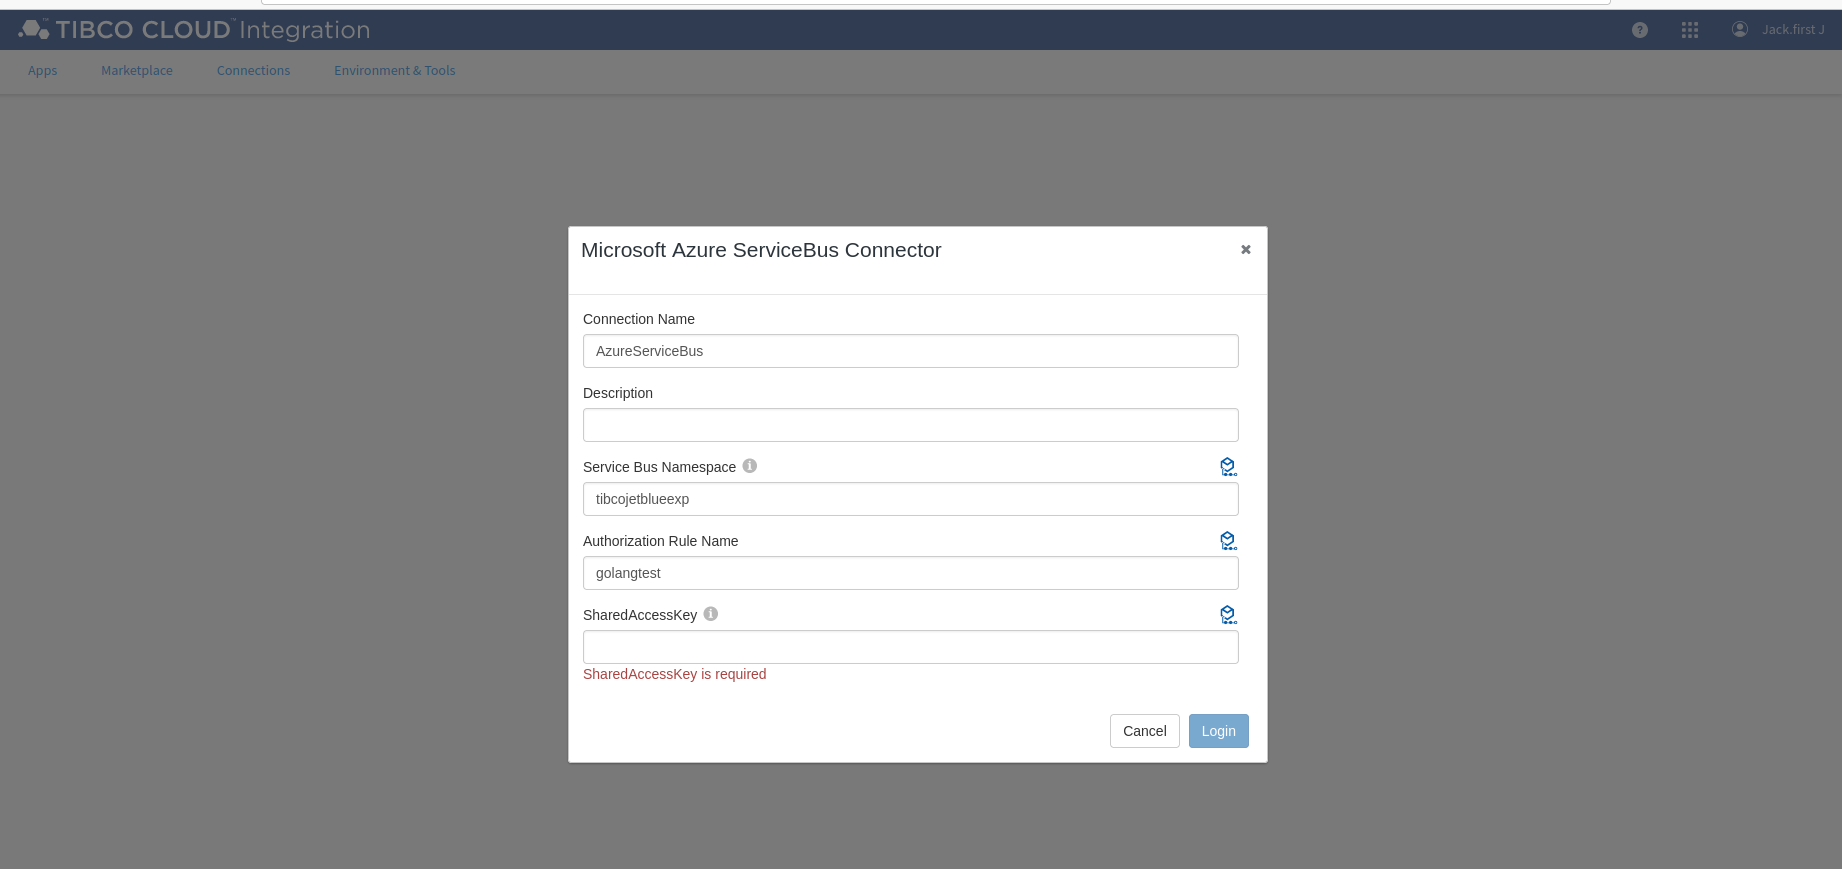 TIBCO CLOUD™ Integration
Jack.first J
Apps Marketplace Connections Environment & Tools
Microsoft Azure ServiceBus Connector
Connection Name
AzureServiceBus
Description
Service Bus Namespace
tibcojetblueexp
Authorization Rule Name
golangtest
SharedAccessKey
SharedAccessKey is required
Cancel Login